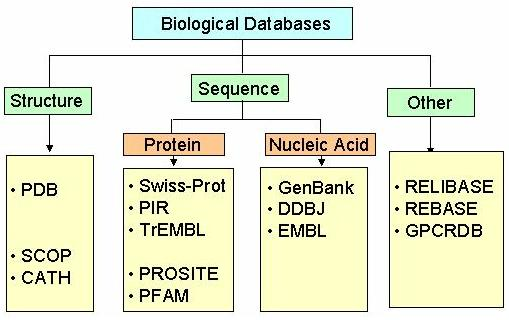 Biological Databases
Structure
Sequence
Other
Protein
Nucleic Acid
• PDB
• SCOP
• CATH
• Swiss-Prot
• PIR
• TrEMBL
• PROSITE
• PFAM
• GenBank
• DDBJ
• EMBL
• RELIBASE
• REBASE
• GPCRDB